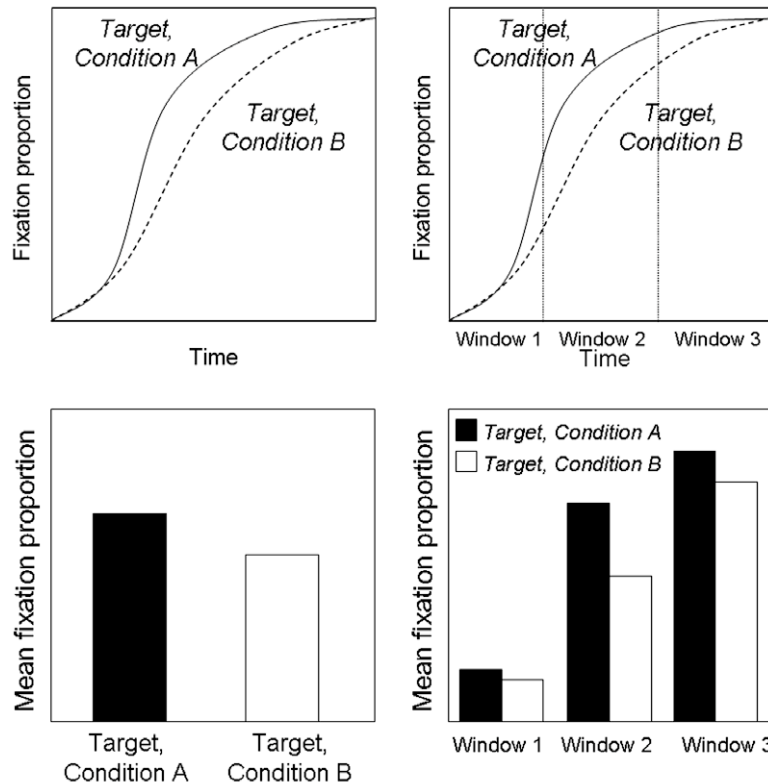 Fixation proportion
Target,
Condition A
Target,
Condition B
Time
Fixation proportion
Target,
Condition A
Target,
Condition B
Window 1
Window 2
Window 3
Time
Mean fixation proportion
Target,
Condition A
Target,
Condition B
Mean fixation proportion
Target, Condition A
Target, Condition B
Window 1
Window 2
Window 3